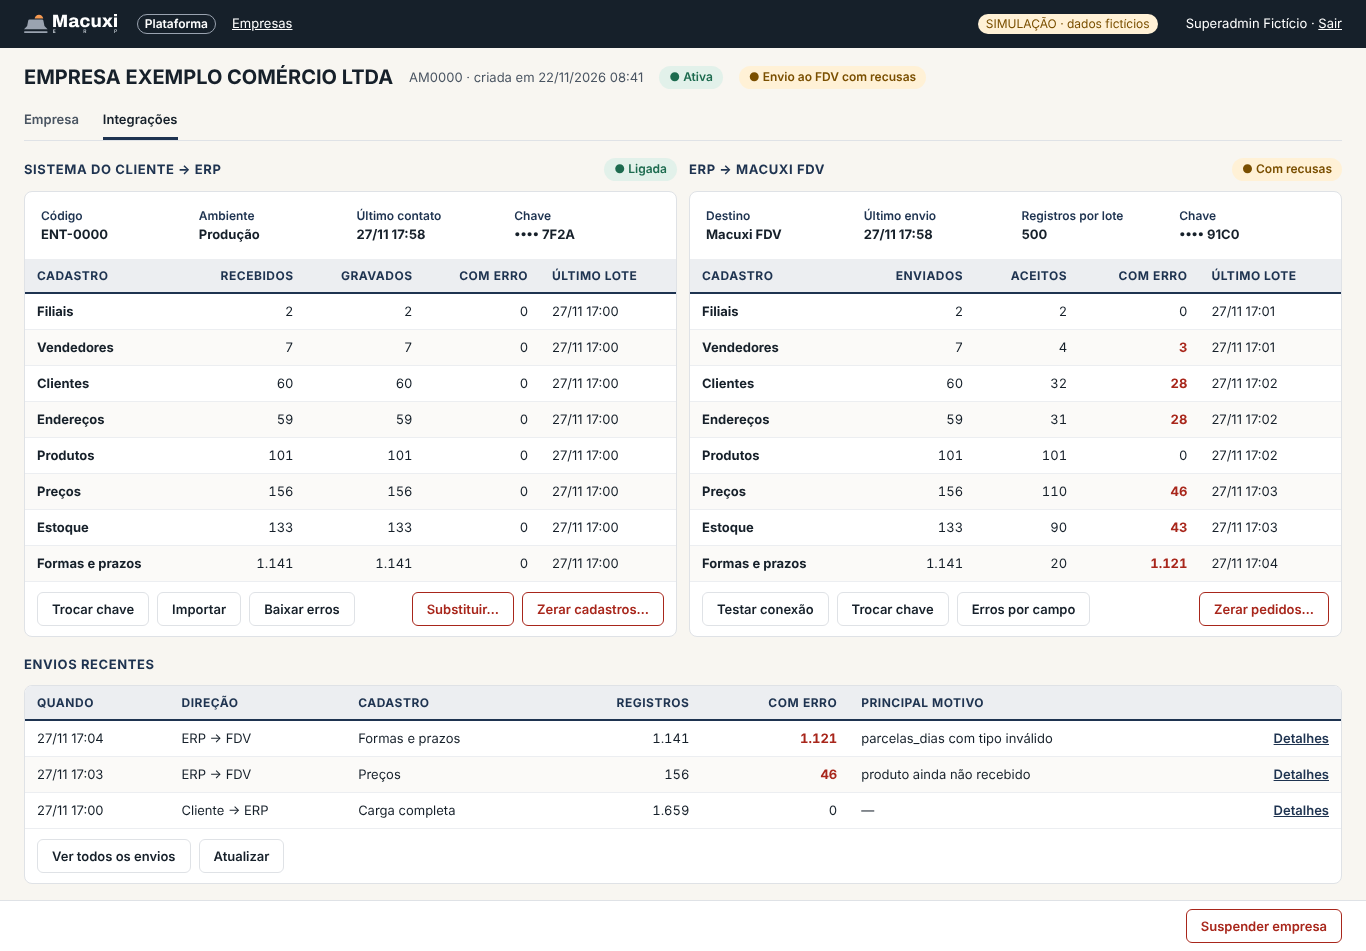 Macuxi ERP Plataforma Empresas SIMULAÇÃO · dados fictícios Superadmin Fictício · Sair
EMPRESA EXEMPLO COMÉRCIO LTDA AM0000 · criada em 22/11/2026 08:41 Ativa Envio ao FDV com recusas
Empresa Integrações
SISTEMA DO CLIENTE → ERP Ligada
Código Ambiente Último contato Chave
ENT-0000 Produção 27/11 17:58 •••• 7F2A
CADASTRO RECEBIDOS GRAVADOS COM ERRO ÚLTIMO LOTE
Filiais 2 2 0 27/11 17:00
Vendedores 7 7 0 27/11 17:00
Clientes 60 60 0 27/11 17:00
Endereços 59 59 0 27/11 17:00
Produtos 101 101 0 27/11 17:00
Preços 156 156 0 27/11 17:00
Estoque 133 133 0 27/11 17:00
Formas e prazos 1.141 1.141 0 27/11 17:00
Trocar chave Importar Baixar erros Substituir... Zerar cadastros...
ERP → MACUXI FDV Com recusas
Destino Último envio Registros por lote Chave
Macuxi FDV 27/11 17:58 500 •••• 91C0
CADASTRO ENVIADOS ACEITOS COM ERRO ÚLTIMO LOTE
Filiais 2 2 0 27/11 17:01
Vendedores 7 4 3 27/11 17:01
Clientes 60 32 28 27/11 17:02
Endereços 59 31 28 27/11 17:02
Produtos 101 101 0 27/11 17:02
Preços 156 110 46 27/11 17:03
Estoque 133 90 43 27/11 17:03
Formas e prazos 1.141 20 1.121 27/11 17:04
Testar conexão Trocar chave Erros por campo Zerar pedidos...
ENVIOS RECENTES
QUANDO DIREÇÃO CADASTRO REGISTROS COM ERRO PRINCIPAL MOTIVO
27/11 17:04 ERP → FDV Formas e prazos 1.141 1.121 parcelas_dias com tipo inválido Detalhes
27/11 17:03 ERP → FDV Preços 156 46 produto ainda não recebido Detalhes
27/11 17:00 Cliente → ERP Carga completa 1.659 0 — Detalhes
Ver todos os envios Atualizar
Suspender empresa